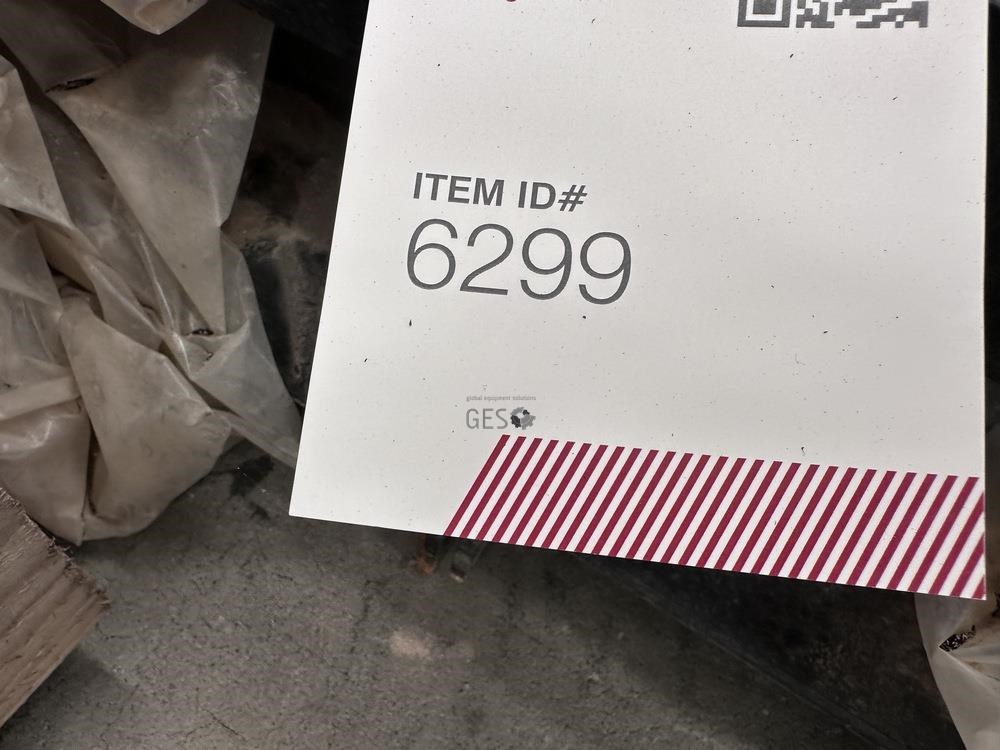 ITEM ID#
6299
global equipment solutions
GES